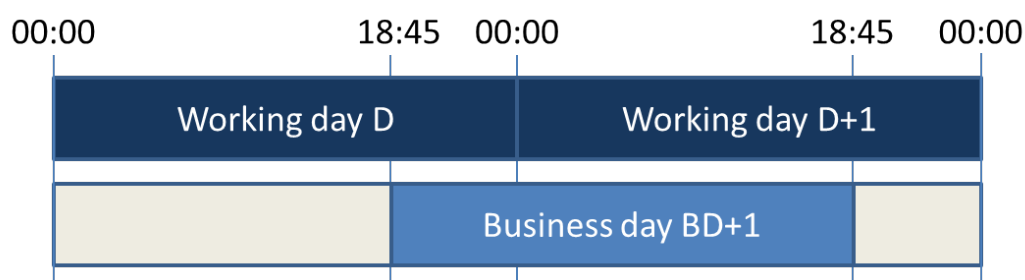 00:00 18:45 00:00 18:45 00:00
Working day D Working day D+1
Business day BD+1